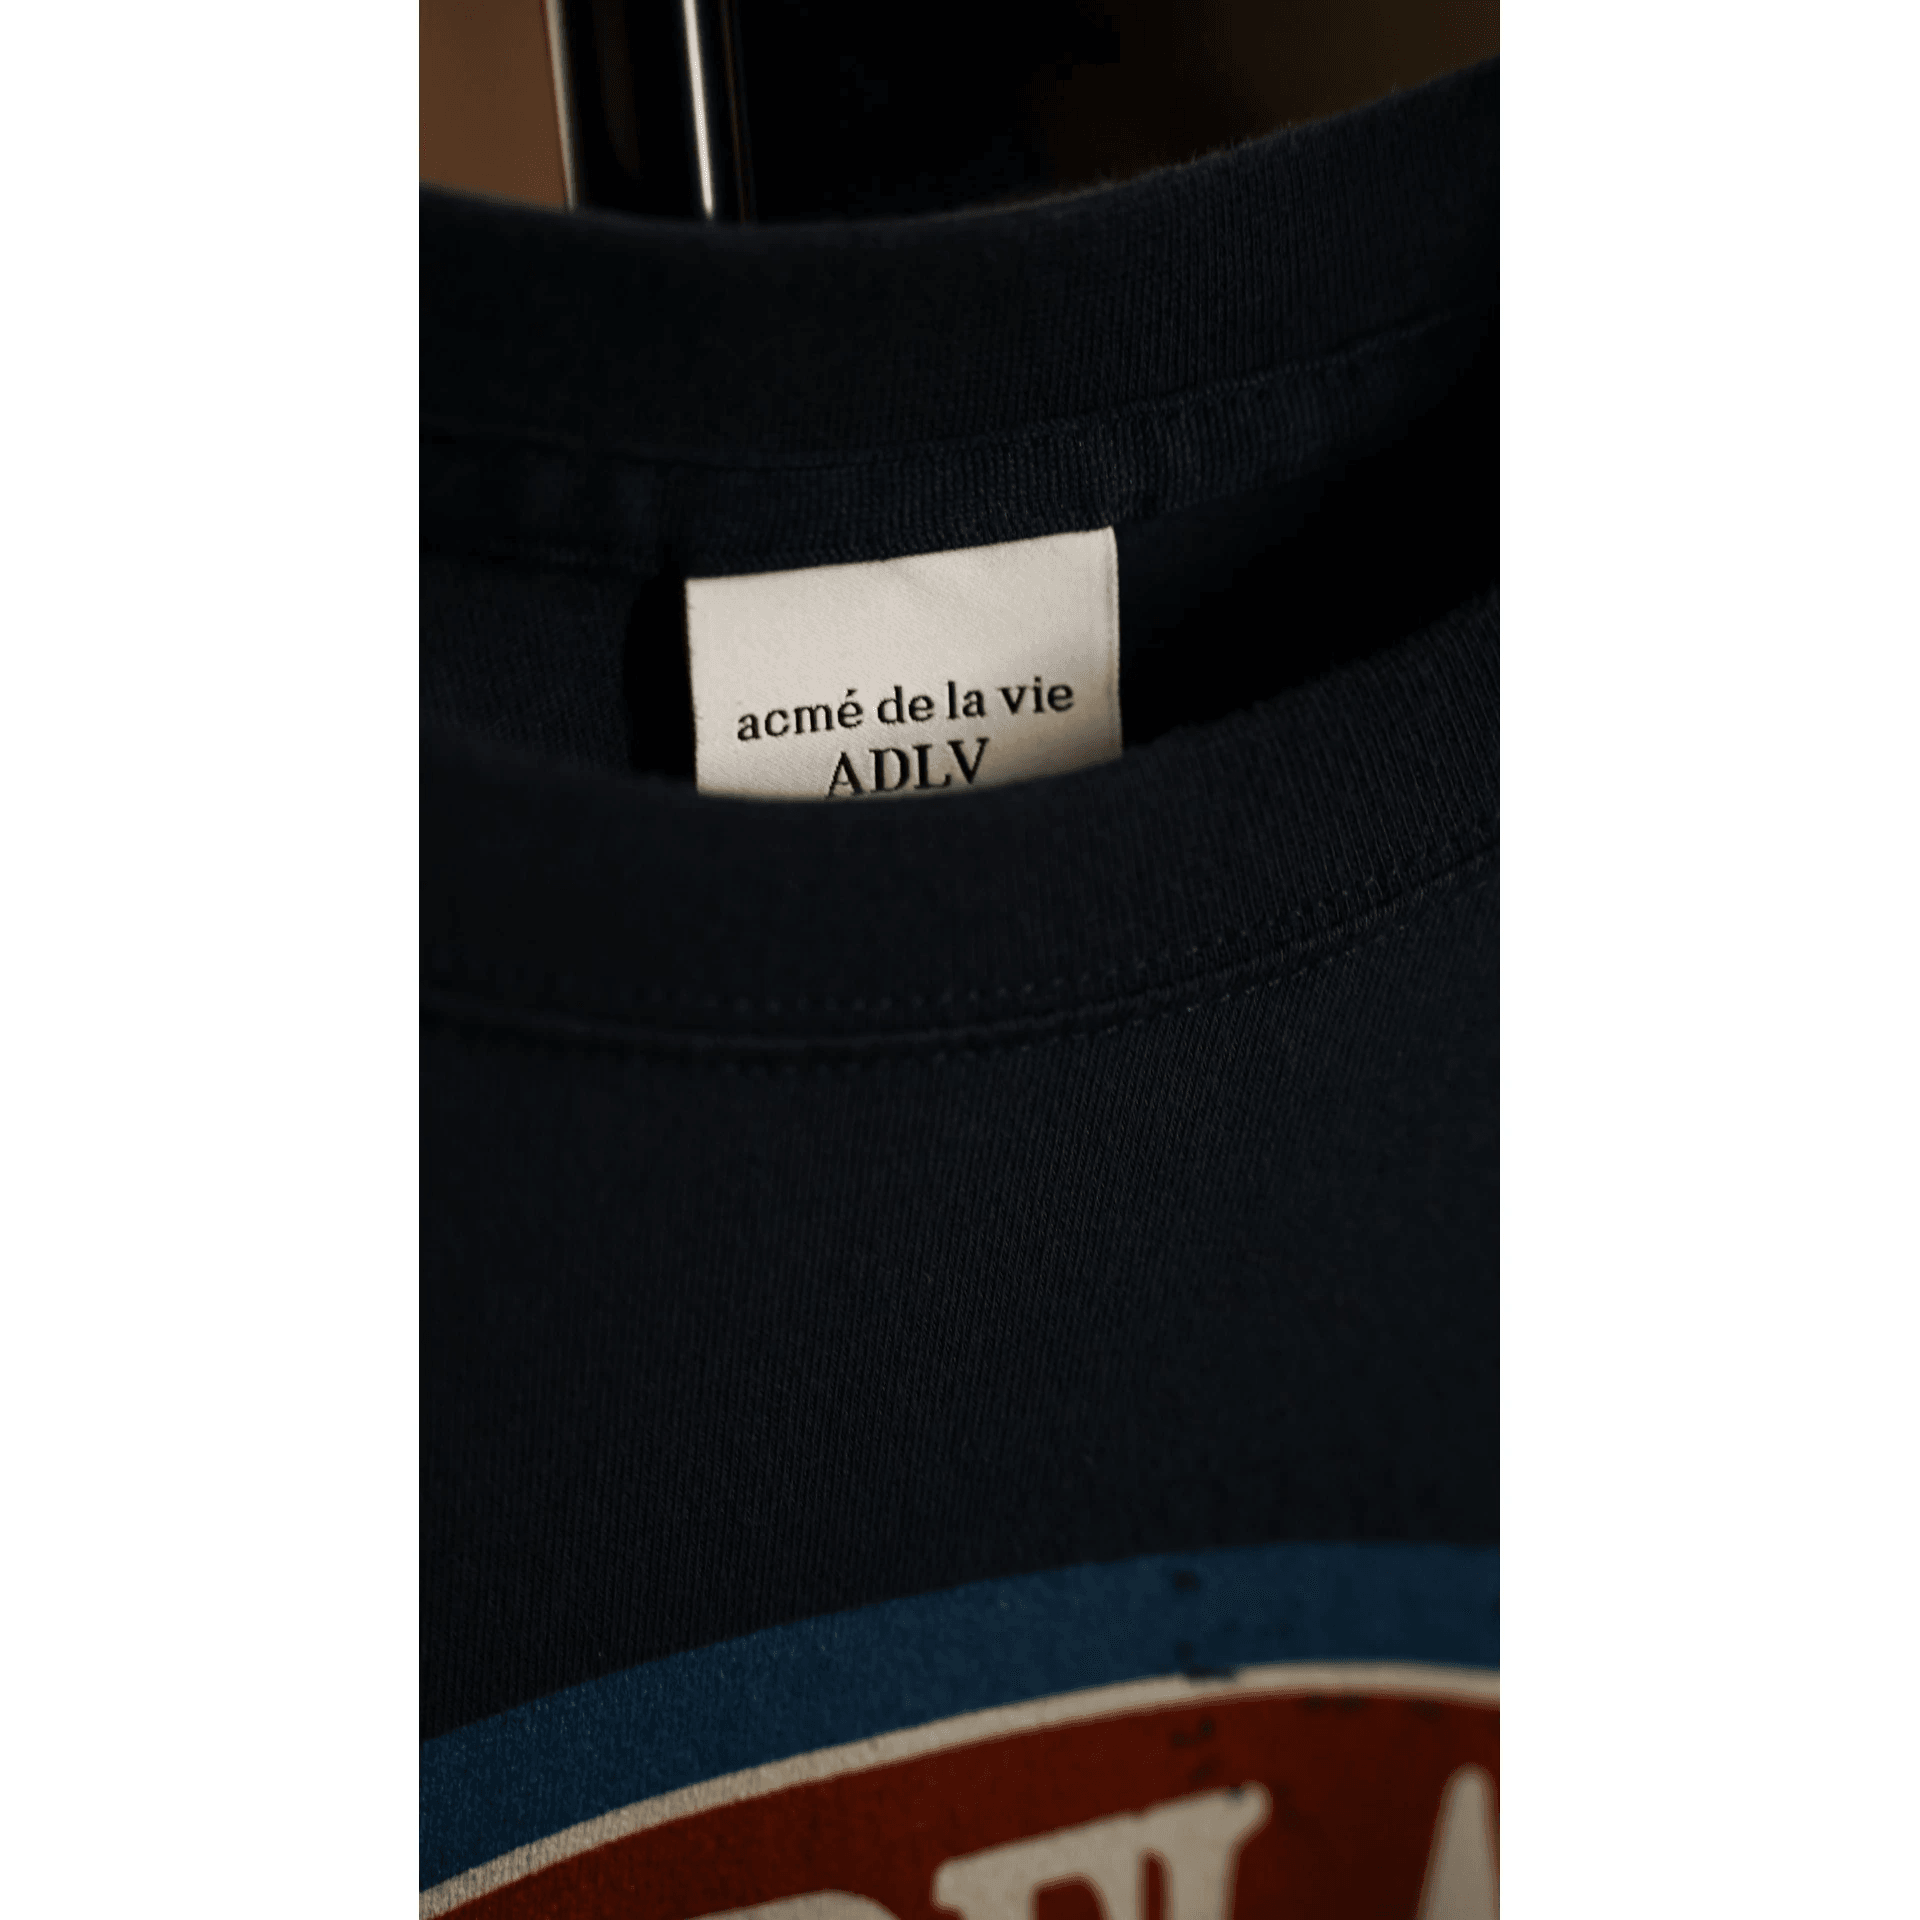 acmé de la vie
ADLV